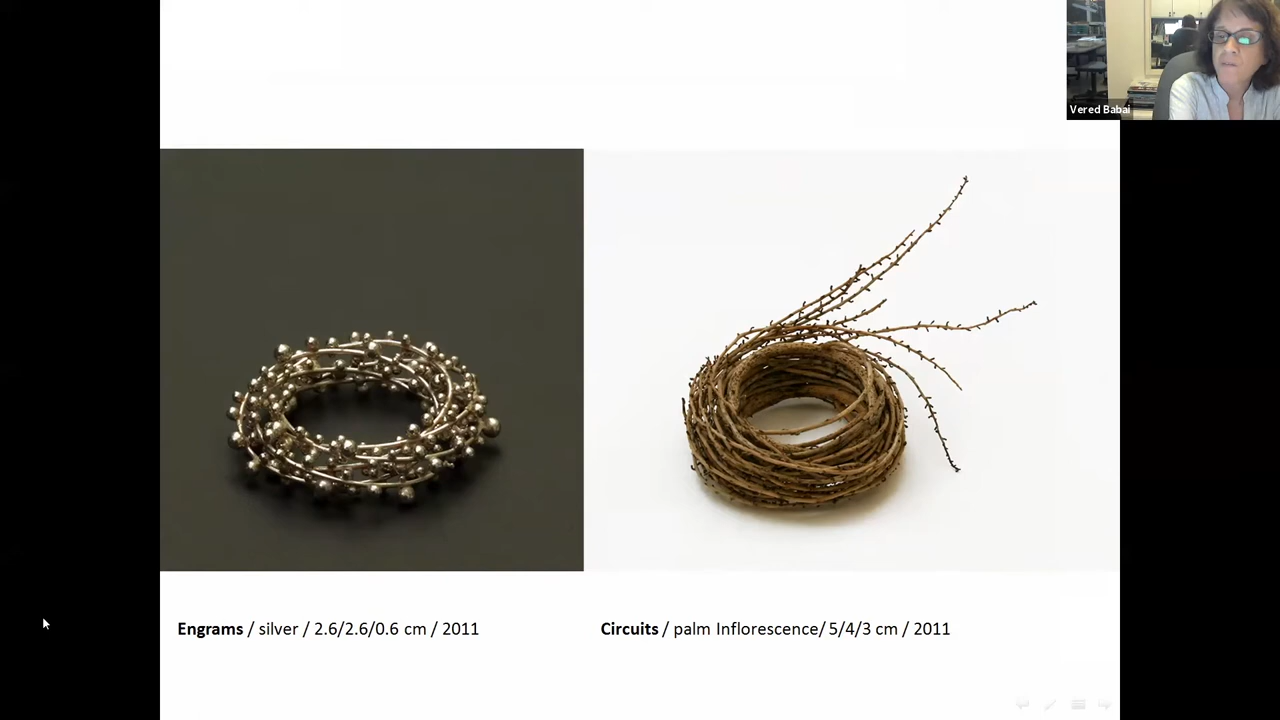 Vered Babai
Engrams / silver / 2.6/2.6/0.6 cm / 2011
Circuits / palm Inflorescence/ 5/4/3 cm / 2011